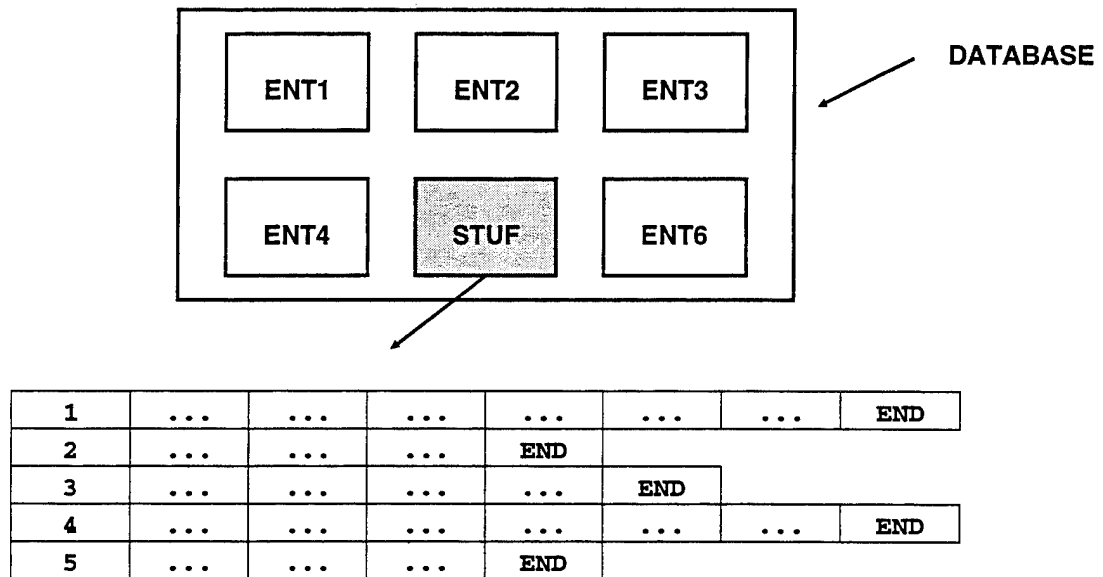 DATABASE
ENT1 ENT2 ENT3
ENT4 STUF ENT6
1 ... ... ... ... ... ... END
2 ... ... ... END
3 ... ... ... ... END
4 ... ... ... ... ... ... END
5 ... ... ... END